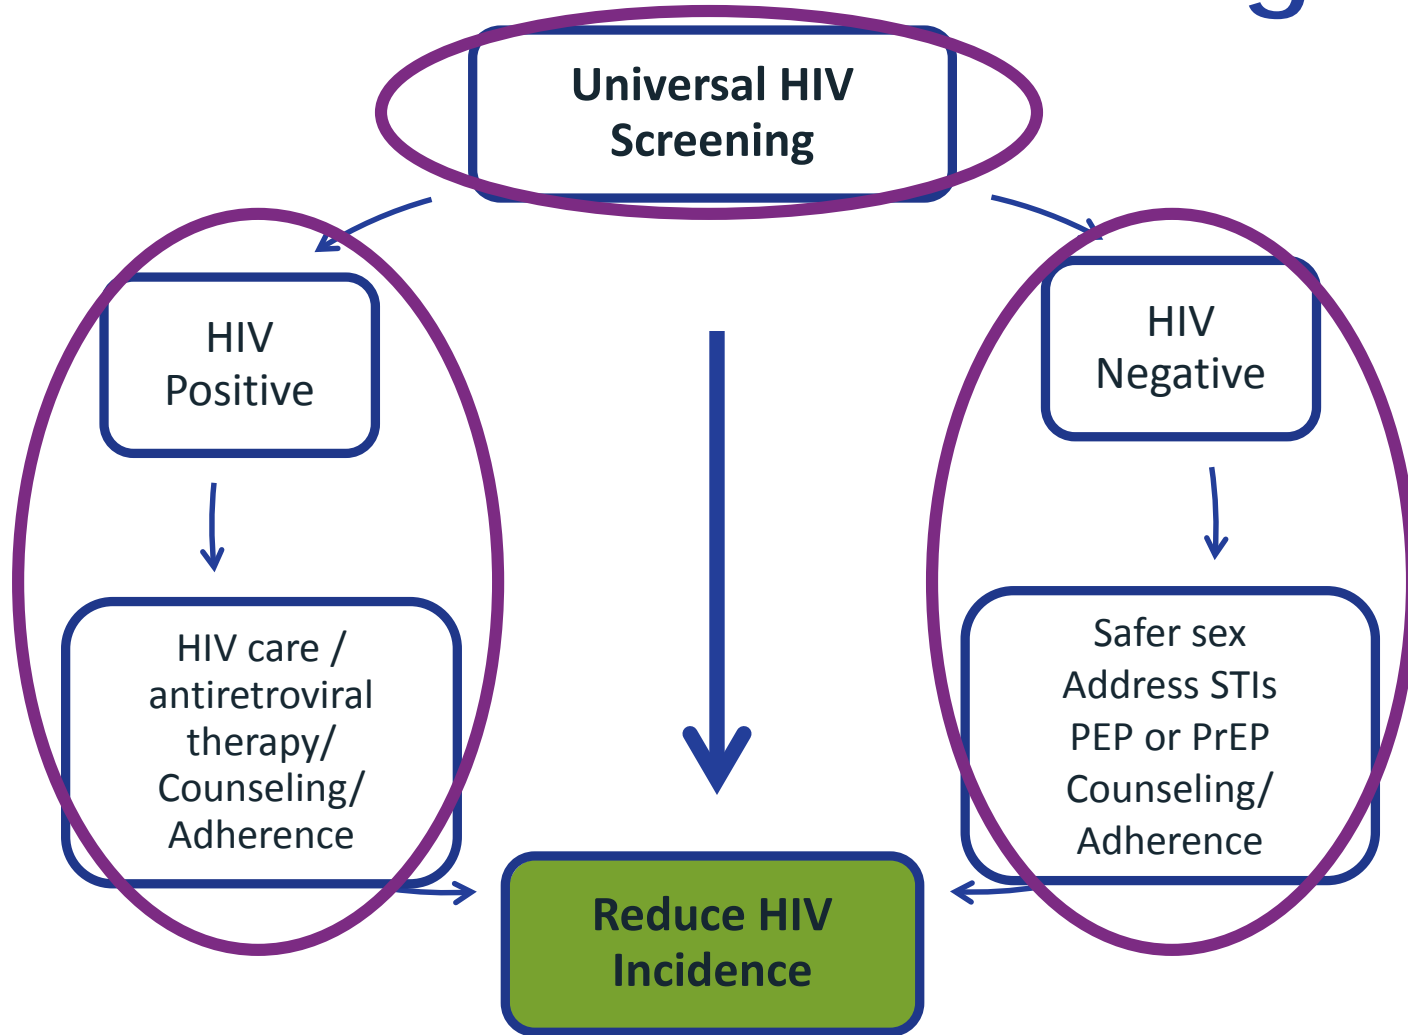 Universal HIV
Screening
HIV
Positive
HIV
Negative
HIV care /
antiretroviral
therapy/
Counseling/
Adherence
Safer sex
Address STIs
PEP or PrEP
Counseling/
Adherence
Reduce HIV
Incidence